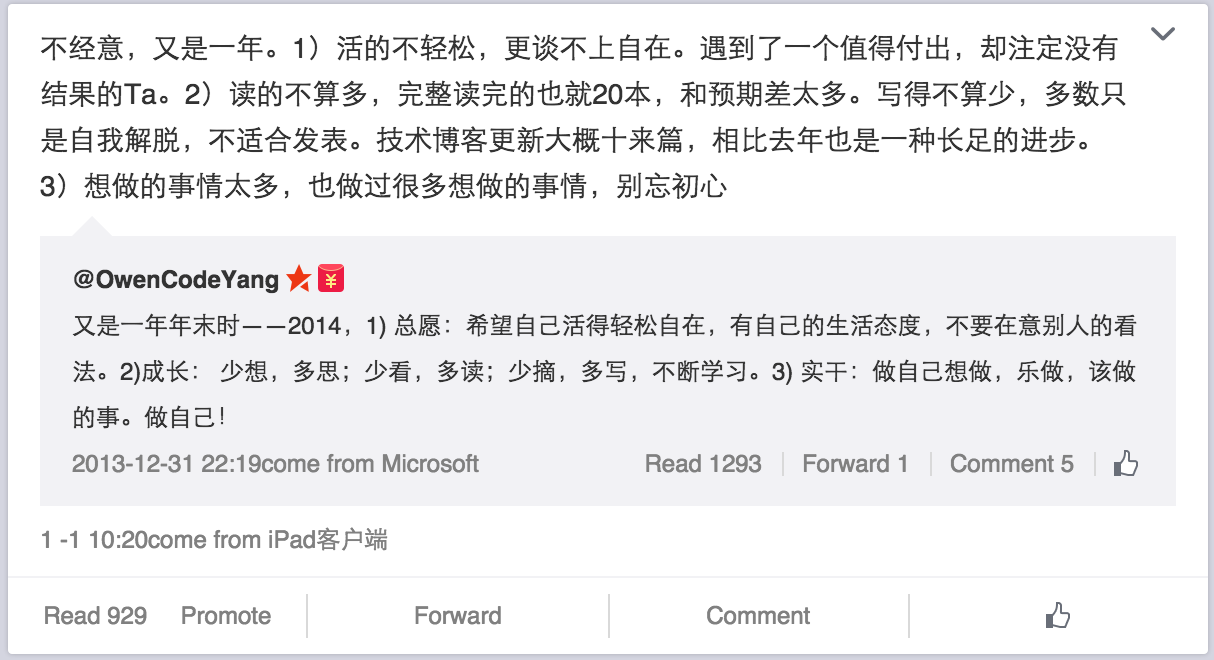 不经意，又是一年。1）活的不轻松，更谈不上自在。遇到了一个值得付出，却注定没有
结果的Ta。2）读的不算多，完整读完的也就20本，和预期差太多。写得不算少，多数只
是自我解脱，不适合发表。技术博客更新大概十来篇，相比去年也是一种长足的进步。
3）想做的事情太多，也做过很多想做的事情，别忘初心
@OwenCodeYang ¥
又是一年年末时——2014，1) 总愿：希望自己活得轻松自在，有自己的生活态度，不要在意别人的看
法。2)成长： 少想，多思；少看，多读；少摘，多写，不断学习。3) 实干：做自己想做，乐做，该做
的事。做自己！
2013-12-31 22:19come from Microsoft Read 1293 Forward 1 Comment 5
1 -1 10:20come from iPad客户端
Read 929 Promote Forward Comment